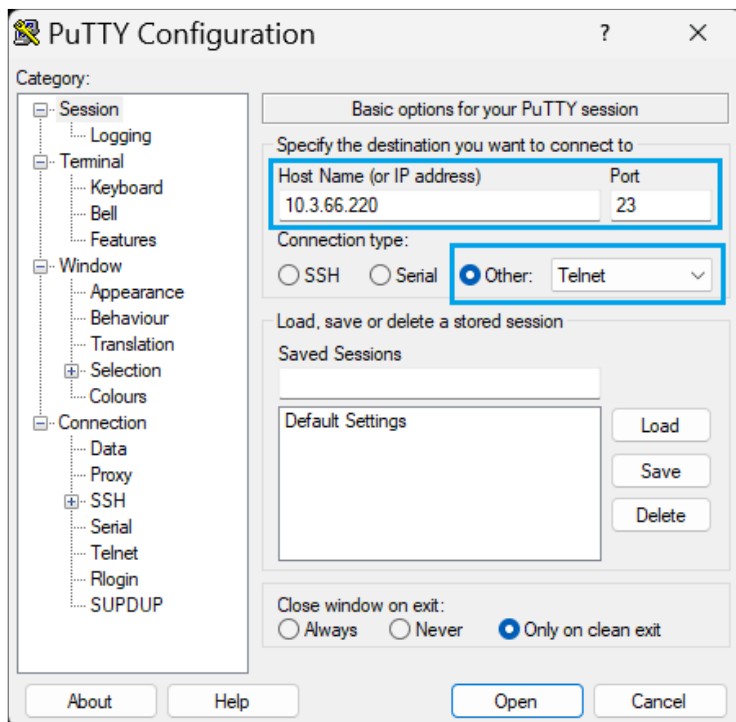 PuTTY Configuration
?
Category:
Session
Logging
Terminal
Keyboard
Bell
Features
Window
Appearance
Behaviour
Translation
Selection
Colours
Connection
Data
Proxy
SSH
Serial
Telnet
Rlogin
SUPDUP
Basic options for your PuTTY session
Specify the destination you want to connect to
Host Name (or IP address) Port
10.3.66.220 23
Connection type:
SSH Serial Other: Telnet
Load, save or delete a stored session
Saved Sessions
Default Settings
Load
Save
Delete
Close window on exit:
Always Never Only on clean exit
About Help Open Cancel